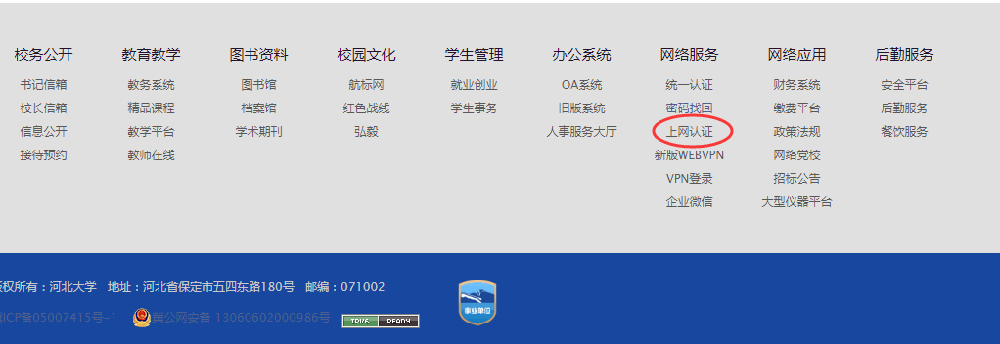 校务公开 教育教学 图书资料 校园文化 学生管理 办公系统 网络服务 网络应用 后勤服务
书记信箱 教务系统 图书馆 航标网 就业创业 OA系统 统一认证 财务系统 安全平台
校长信箱 精品课程 档案馆 红色战线 学生事务 旧版系统 密码找回 缴费平台 后勤服务
信息公开 教学平台 学术期刊 弘毅 人事服务大厅 上网认证 政策法规 餐饮服务
接待预约 教师在线 新版WEBVPN 网络党校
VPN登录 招标公告
企业微信 大型仪器平台
版权所有：河北大学 地址：河北省保定市五四东路180号 邮编：071002
冀ICP备05007415号-1 冀公网安备 13060602000986号 IPV6 READY
事业单位